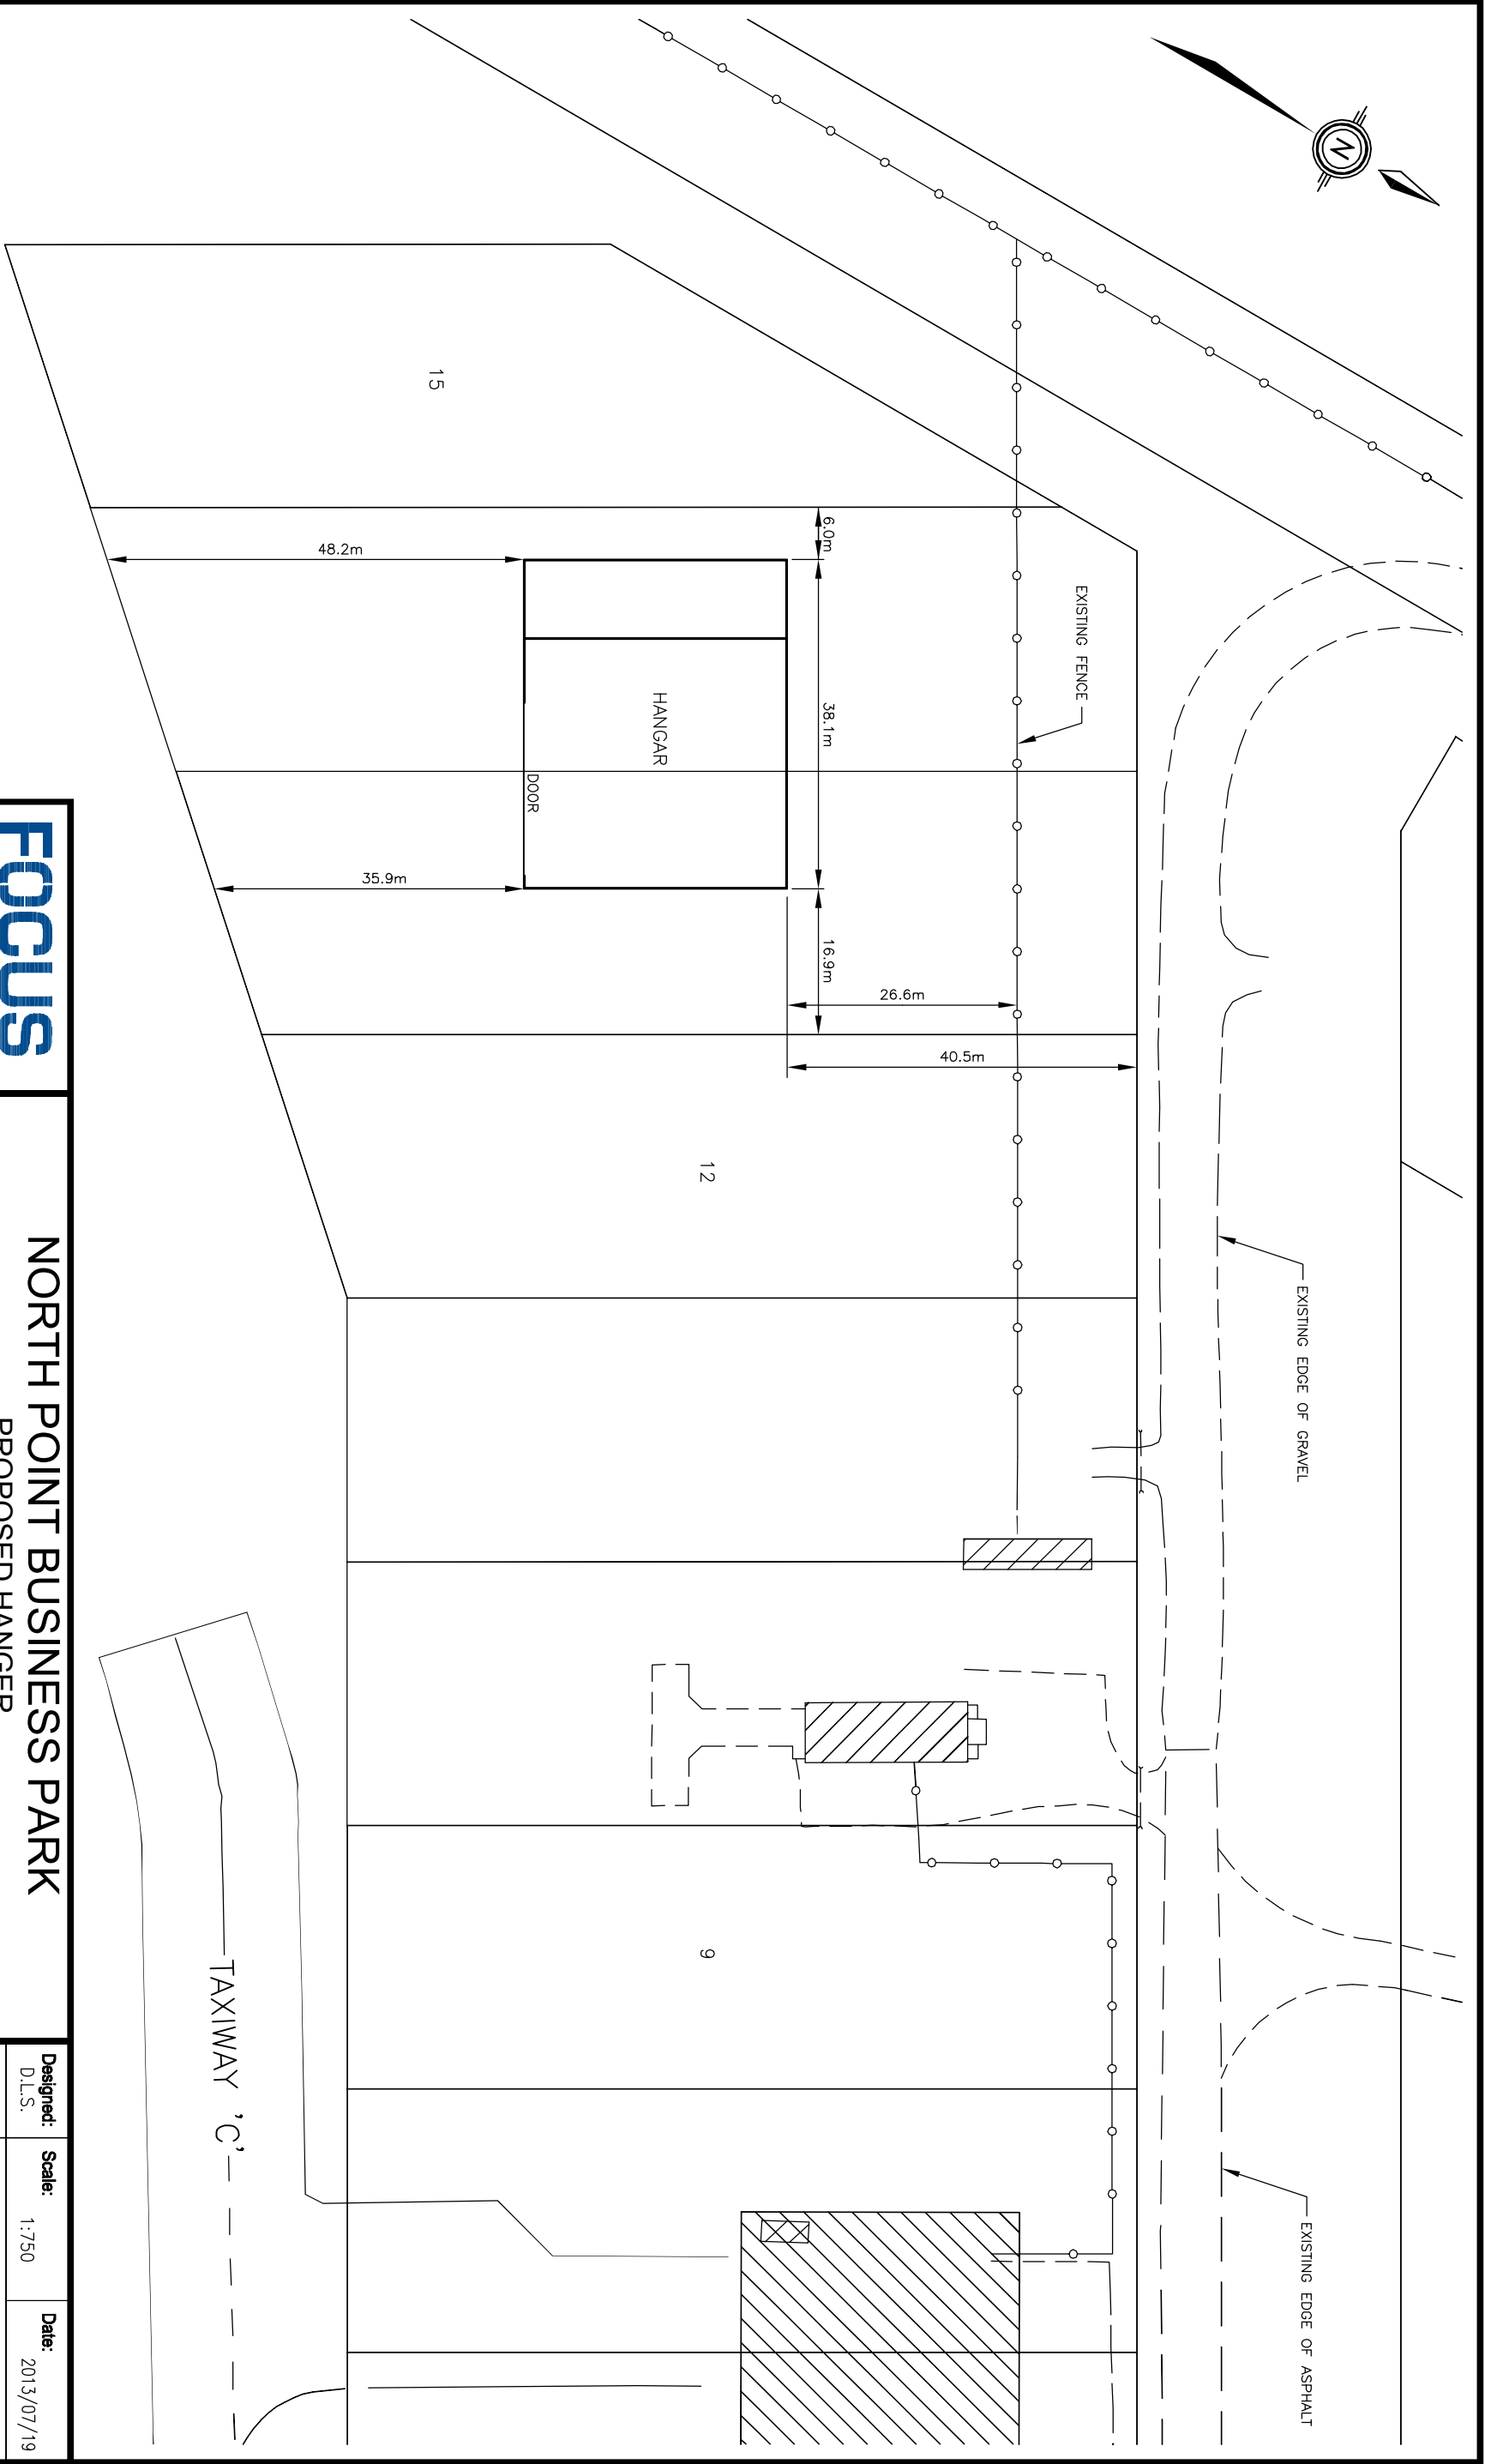 N
15
6.0m
48.2m
EXISTING FENCE
38.1m
HANGAR
DOOR
35.9m
16.9m
26.6m
40.5m
12
EXISTING EDGE OF GRAVEL
9
TAXIWAY 'C'
EXISTING EDGE OF ASPHALT
FOCUS
NORTH POINT BUSINESS PARK
PROPOSED HANGER
Designed:
D.L.S.
Scale:
1:750
Date:
2013/07/19